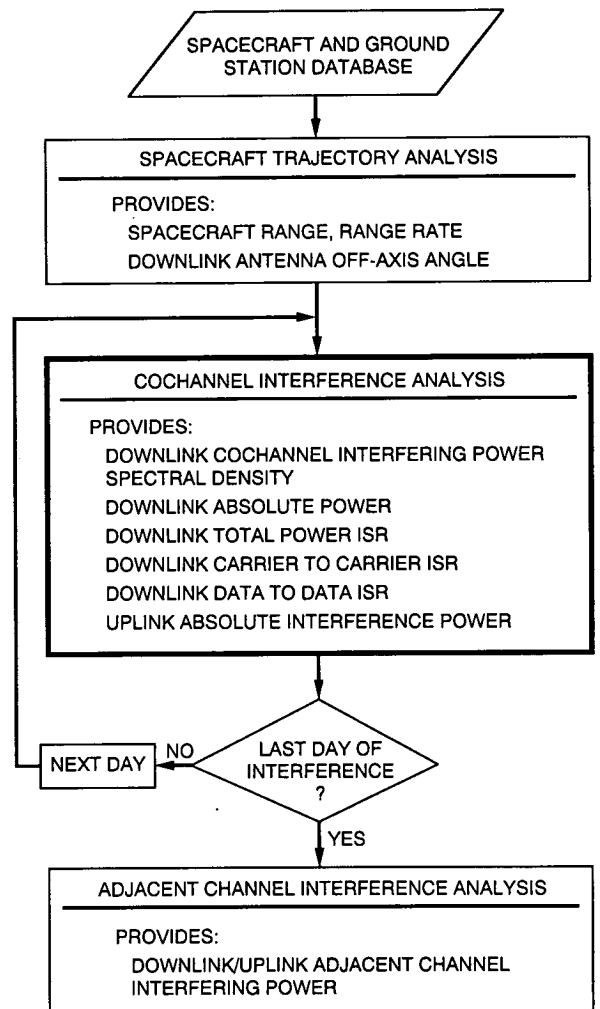 SPACECRAFT AND GROUND
STATION DATABASE
SPACECRAFT TRAJECTORY ANALYSIS
PROVIDES:
SPACECRAFT RANGE, RANGE RATE
DOWNLINK ANTENNA OFF-AXIS ANGLE
COCHANNEL INTERFERENCE ANALYSIS
PROVIDES:
DOWNLINK COCHANNEL INTERFERING POWER
SPECTRAL DENSITY
DOWNLINK ABSOLUTE POWER
DOWNLINK TOTAL POWER ISR
DOWNLINK CARRIER TO CARRIER ISR
DOWNLINK DATA TO DATA ISR
UPLINK ABSOLUTE INTERFERENCE POWER
LAST DAY OF
INTERFERENCE
?
NO
NEXT DAY
YES
ADJACENT CHANNEL INTERFERENCE ANALYSIS
PROVIDES:
DOWNLINK/UPLINK ADJACENT CHANNEL
INTERFERING POWER